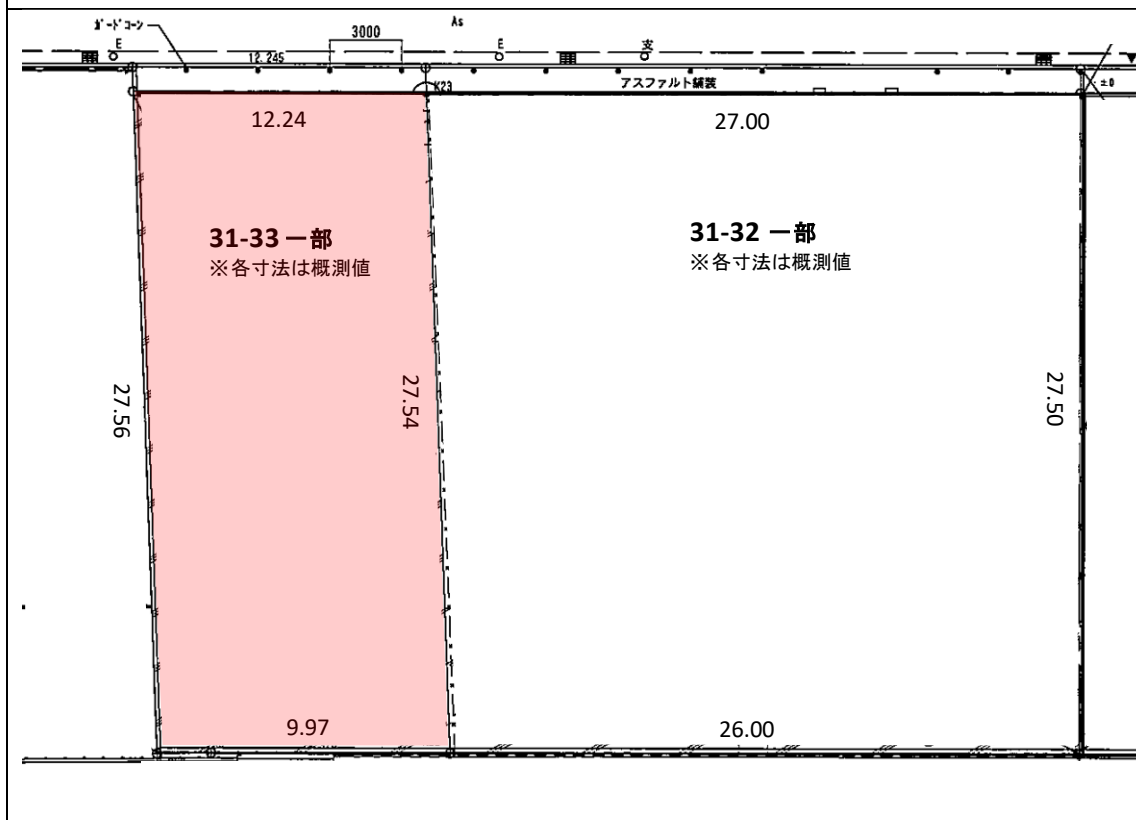 ガードコーン
3000
As
E
E
支
12.245
K23
アスファルト舗装
±0
12.24
27.00
31-33 一部
※各寸法は概測値
31-32 一部
※各寸法は概測値
27.56
27.54
27.50
9.97
26.00